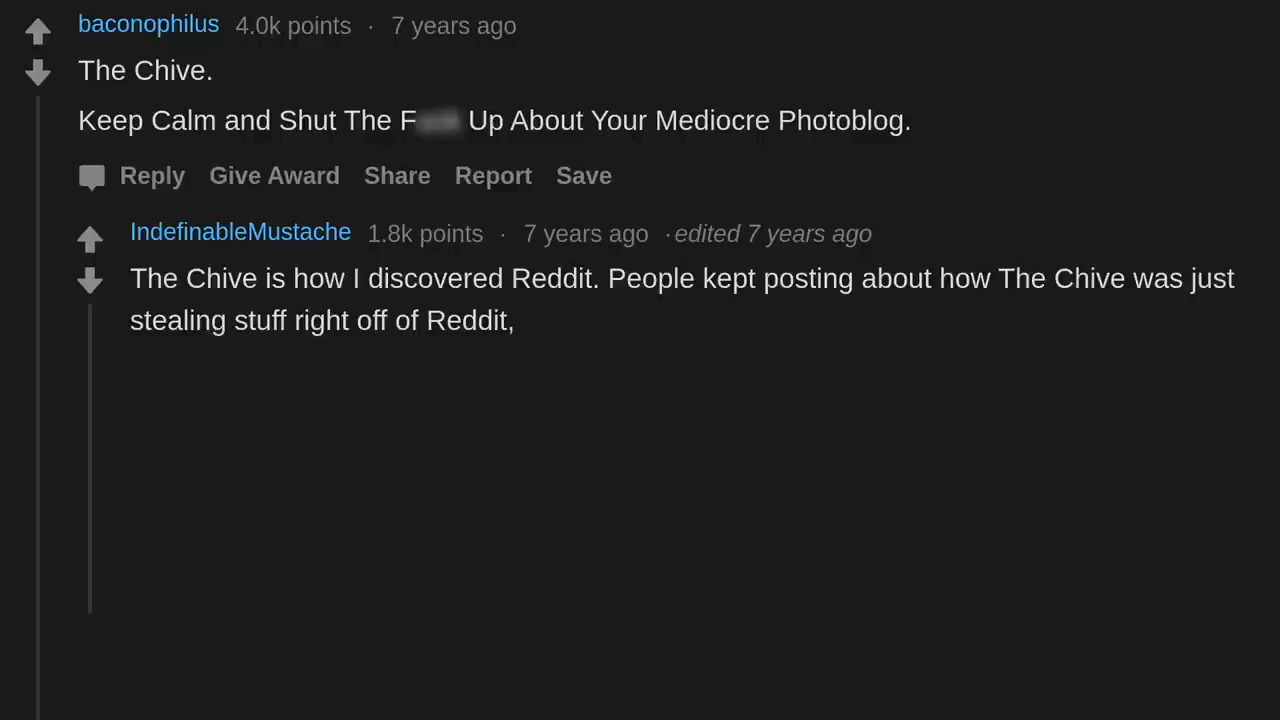 baconophilus 4.0k points · 7 years ago
The Chive.
Keep Calm and Shut The F Up About Your Mediocre Photoblog.
Reply Give Award Share Report Save
IndefinableMustache 1.8k points · 7 years ago · edited 7 years ago
The Chive is how I discovered Reddit. People kept posting about how The Chive was just
stealing stuff right off of Reddit,